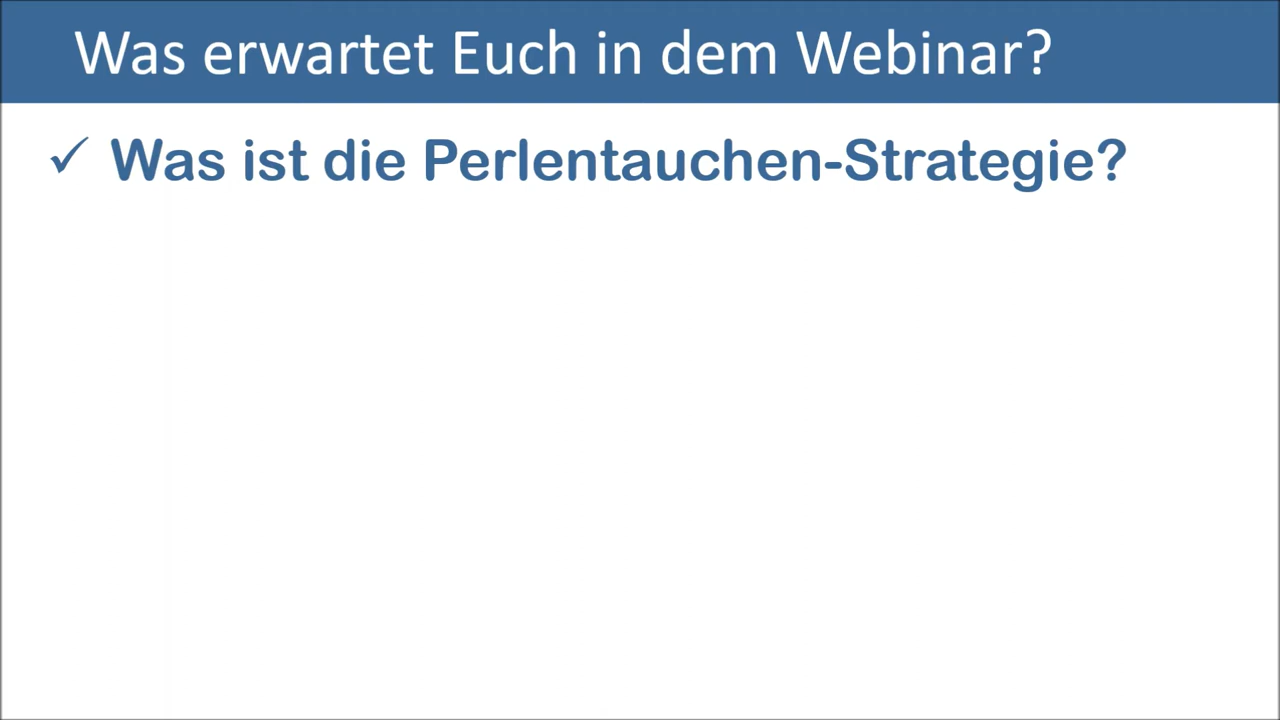 Was erwartet Euch in dem Webinar?
✓ Was ist die Perlentauchen-Strategie?